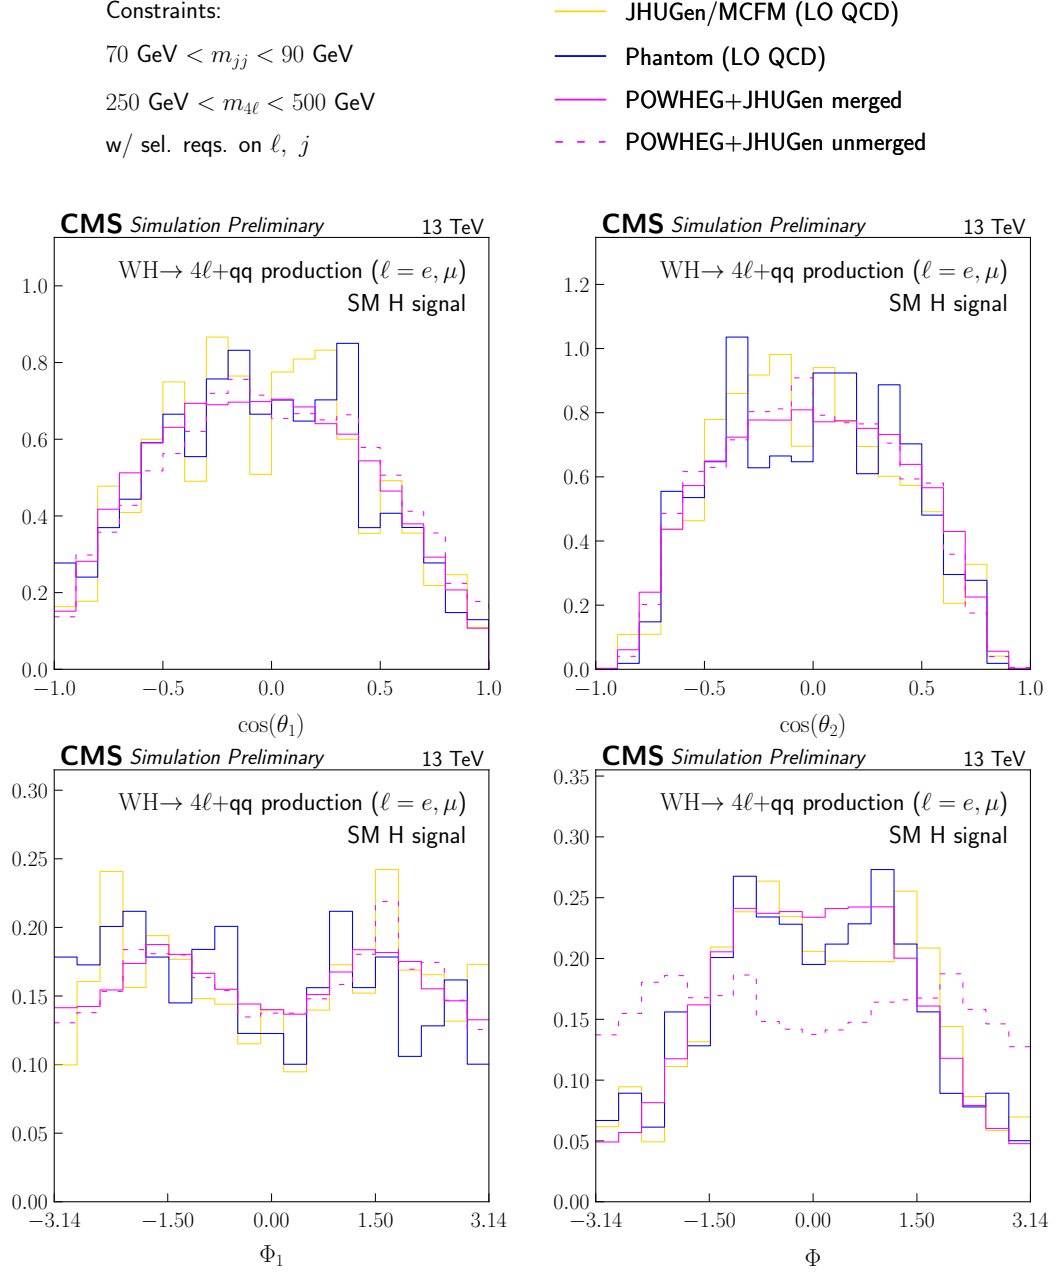 Constraints:
70 GeV < m_jj < 90 GeV
250 GeV < m_4ℓ < 500 GeV
w/ sel. reqs. on ℓ, j
JHUGen/MCFM (LO QCD)
Phantom (LO QCD)
POWHEG+JHUGen merged
POWHEG+JHUGen unmerged
CMS Simulation Preliminary 13 TeV
WH→ 4ℓ+qq production (ℓ = e, μ)
SM H signal
1.0
0.8
0.6
0.4
0.2
0.0
−1.0 −0.5 0.0 0.5 1.0
cos(θ₁)
CMS Simulation Preliminary 13 TeV
WH→ 4ℓ+qq production (ℓ = e, μ)
SM H signal
1.2
1.0
0.8
0.6
0.4
0.2
0.0
−1.0 −0.5 0.0 0.5 1.0
cos(θ₂)
CMS Simulation Preliminary 13 TeV
WH→ 4ℓ+qq production (ℓ = e, μ)
SM H signal
0.30
0.25
0.20
0.15
0.10
0.05
0.00
−3.14 −1.50 0.00 1.50 3.14
Φ₁
CMS Simulation Preliminary 13 TeV
WH→ 4ℓ+qq production (ℓ = e, μ)
SM H signal
0.35
0.30
0.25
0.20
0.15
0.10
0.05
0.00
−3.14 −1.50 0.00 1.50 3.14
Φ